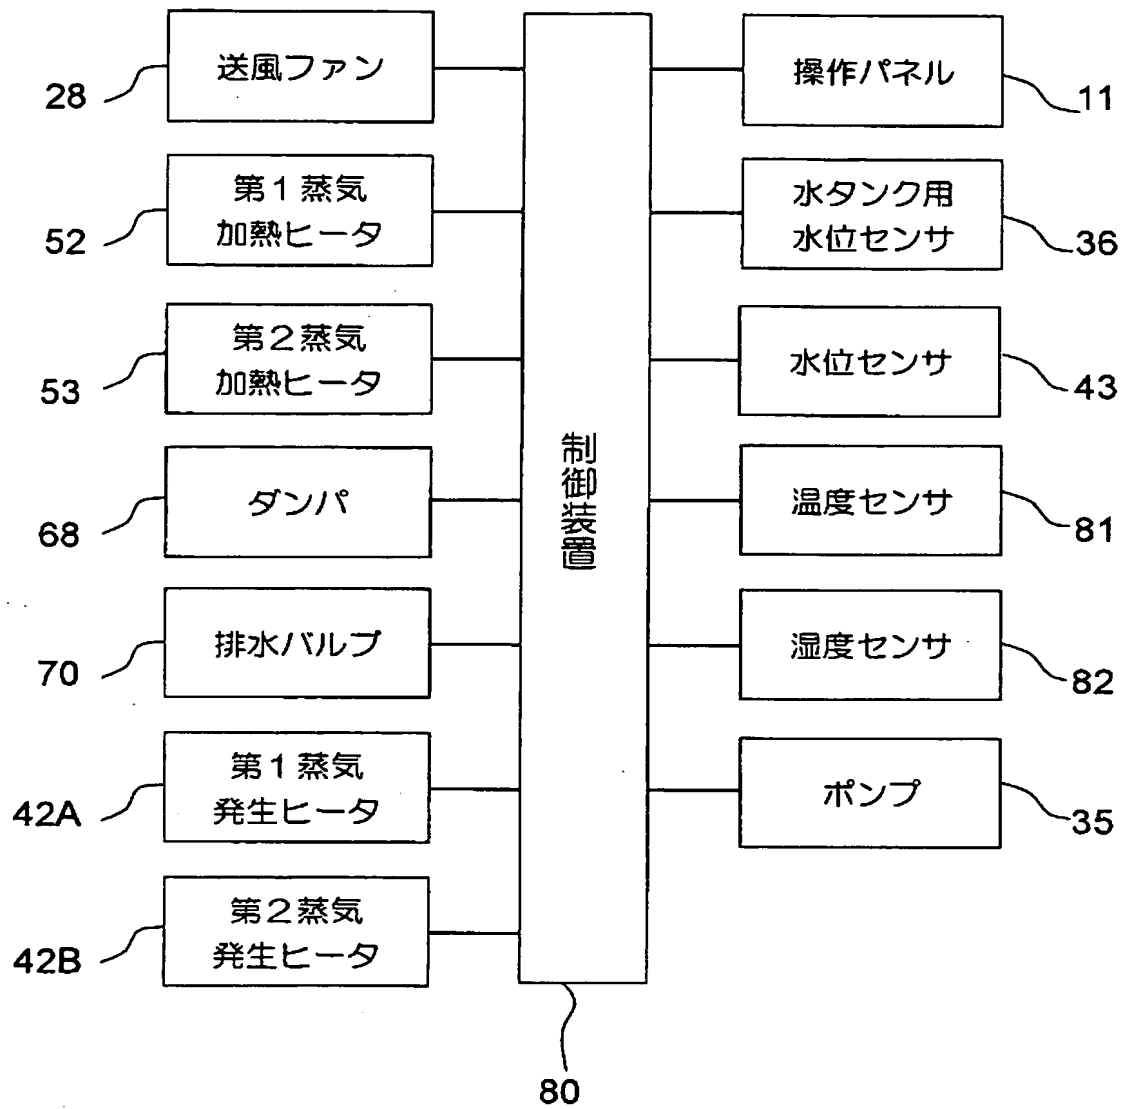 送風ファン
28
第1蒸気
加熱ヒータ
52
第2蒸気
加熱ヒータ
53
ダンパ
68
排水バルブ
70
第1蒸気
発生ヒータ
42A
第2蒸気
発生ヒータ
42B
制御装置
80
操作パネル
11
水タンク用
水位センサ
36
水位センサ
43
温度センサ
81
湿度センサ
82
ポンプ
35